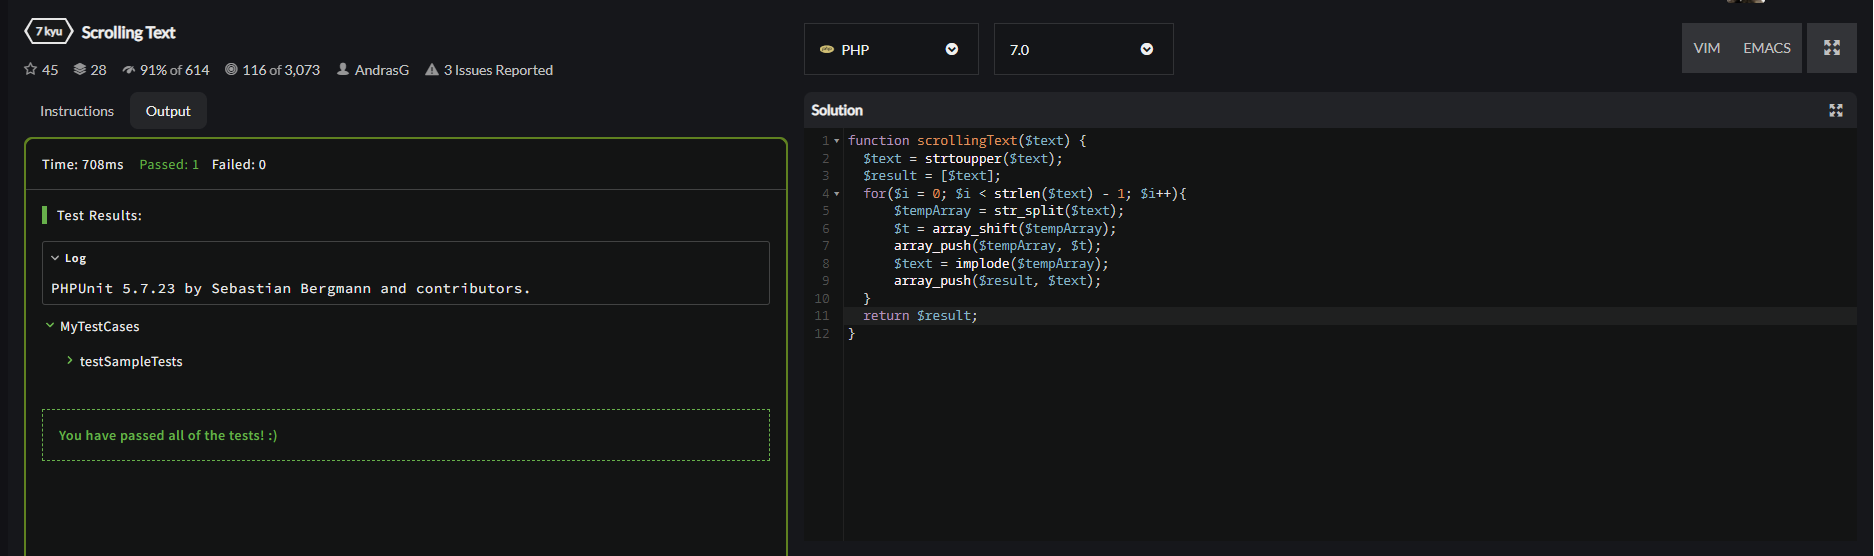 7 kyu Scrolling Text
45 28 91% of 614 116 of 3,073 AndrasG 3 Issues Reported
Instructions Output
Time: 708ms Passed: 1 Failed: 0
Test Results:
Log
PHPUnit 5.7.23 by Sebastian Bergmann and contributors.
MyTestCases
testSampleTests
You have passed all of the tests! :)
php PHP 7.0 VIM EMACS
Solution
1 function scrollingText($text) {
2 $text = strtoupper($text);
3 $result = [$text];
4 for($i = 0; $i < strlen($text) - 1; $i++){
5 $tempArray = str_split($text);
6 $t = array_shift($tempArray);
7 array_push($tempArray, $t);
8 $text = implode($tempArray);
9 array_push($result, $text);
10 }
11 return $result;
12 }